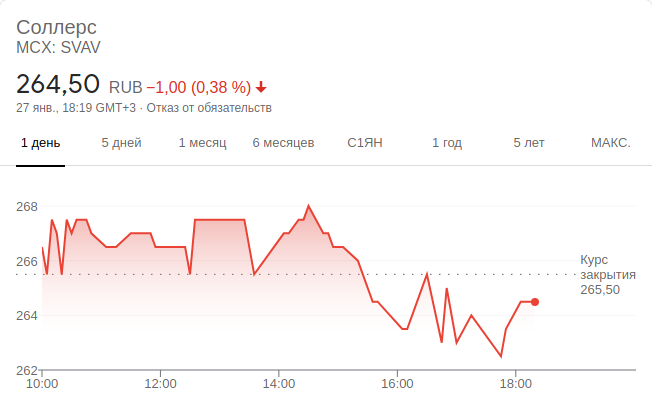 Соллерс
MCX: SVAV
264,50 RUB −1,00 (0,38 %)
27 янв., 18:19 GMT+3 · Отказ от обязательств
1 день 5 дней 1 месяц 6 месяцев С1ЯН 1 год 5 лет МАКС.
268
266
264
262
Курс
закрытия
265,50
10:00 12:00 14:00 16:00 18:00